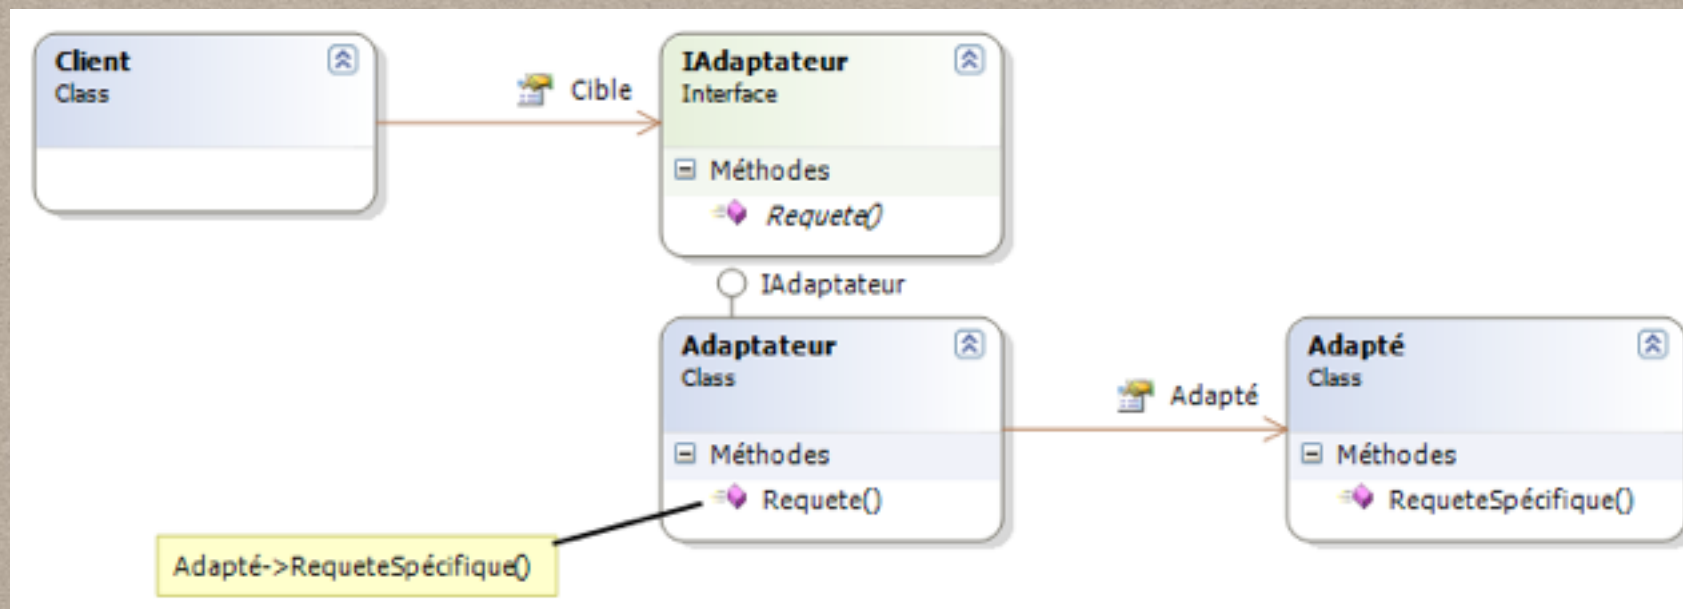 Client
Class
Cible
IAdaptateur
Interface
Méthodes
Requete()
IAdaptateur
Adaptateur
Class
Méthodes
Requete()
Adapté->RequeteSpécifique()
Adapté
Adapté
Class
Méthodes
RequeteSpécifique()